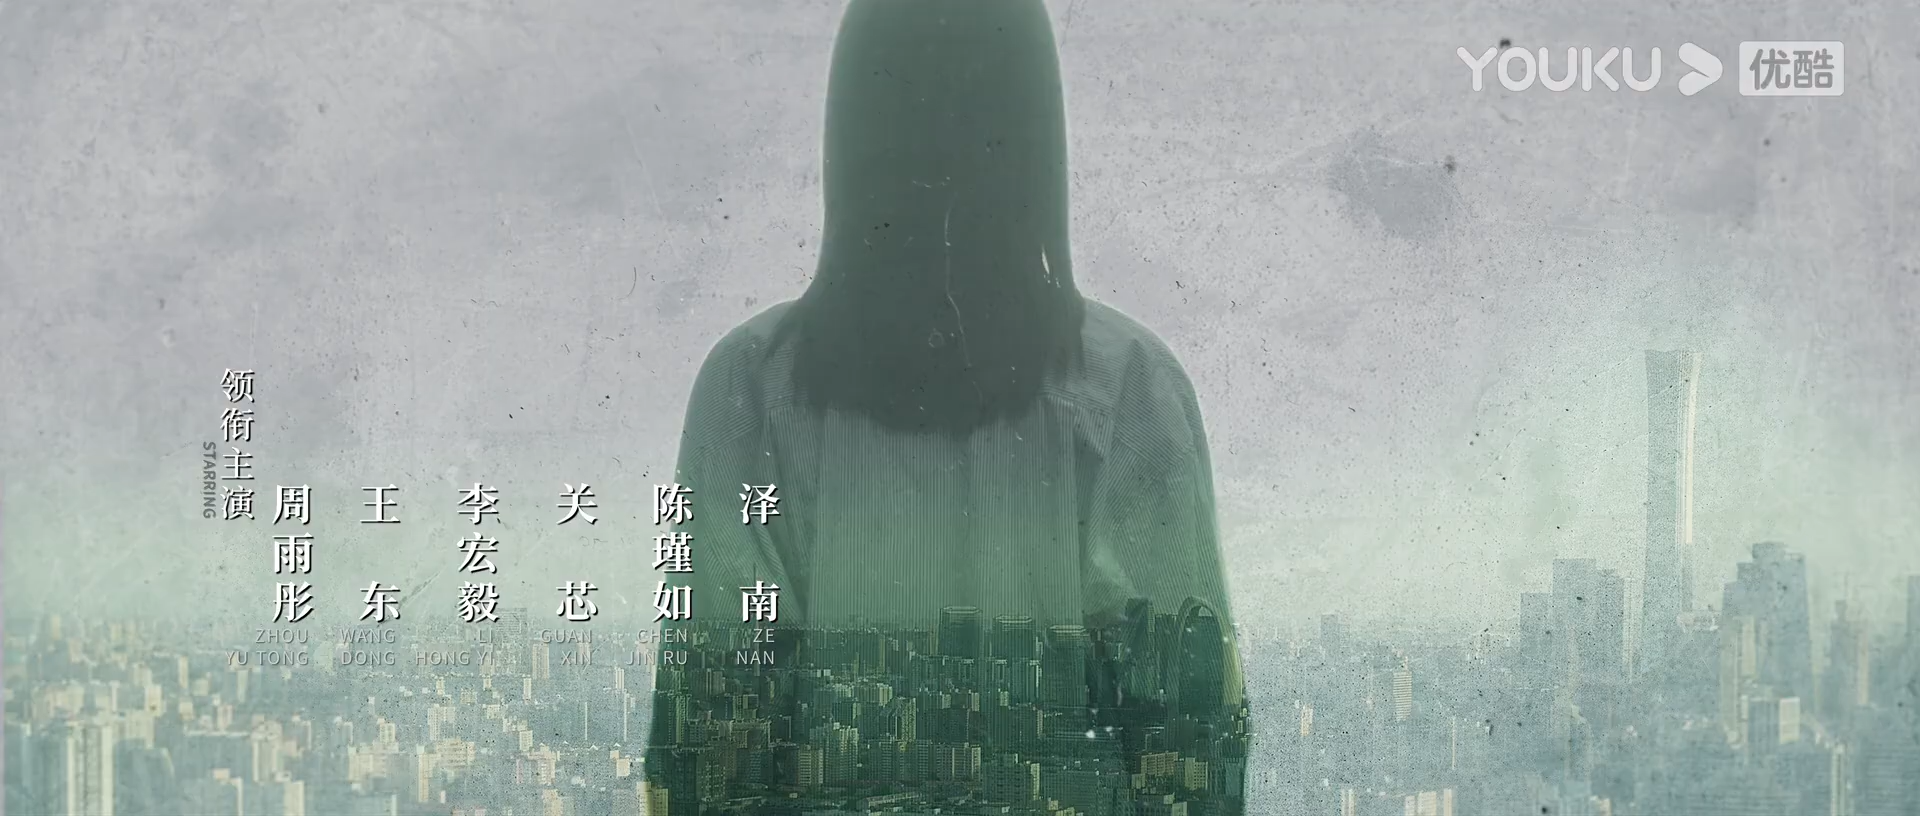 YOUKU 优酷
领衔主演
STARRING
周雨彤
王东
李宏毅
关芯
陈瑾如
泽南
ZHOU YU TONG
WANG DONG
LI HONG YI
GUAN XIN
CHEN JIN RU
ZE NAN